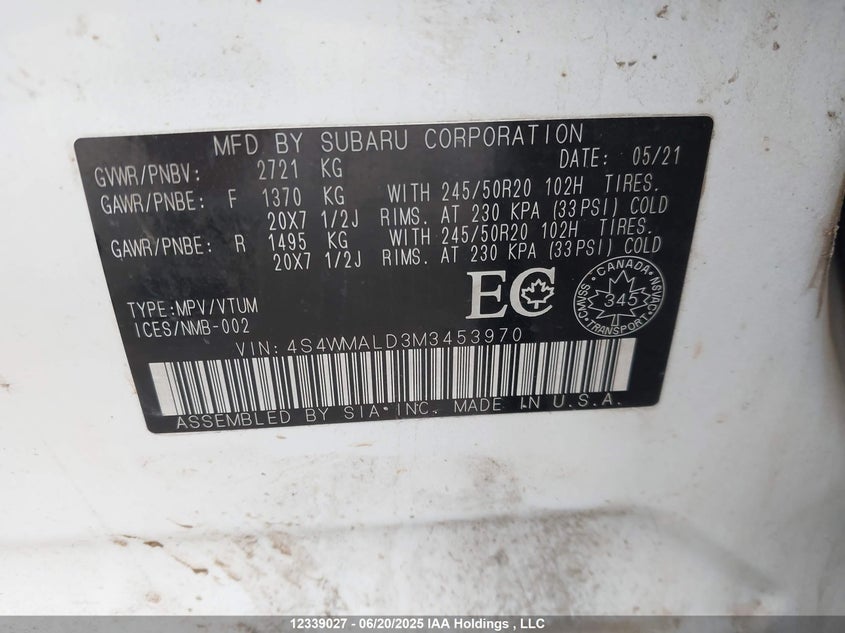 MFD BY SUBARU CORPORATION
GVWR/PNBV: 2721 KG DATE: 05/21
GAWR/PNBE: F 1370 KG WITH 245/50R20 102H TIRES.
20X7 1/2J RIMS. AT 230 KPA (33PSI) COLD
GAWR/PNBE: R 1495 KG WITH 245/50R20 102H TIRES.
20X7 1/2J RIMS. AT 230 KPA (33PSI) COLD
TYPE:MPV/VTUM
ICES/NMB-002
EC
CANADA
CMVSS 345 NSVAC
TRANSPORT
VIN: 4S4WMALD3M3453970
ASSEMBLED BY SIA•INC. MADE IN U.S.A.
12339027 - 06/20/2025 IAA Holdings , LLC